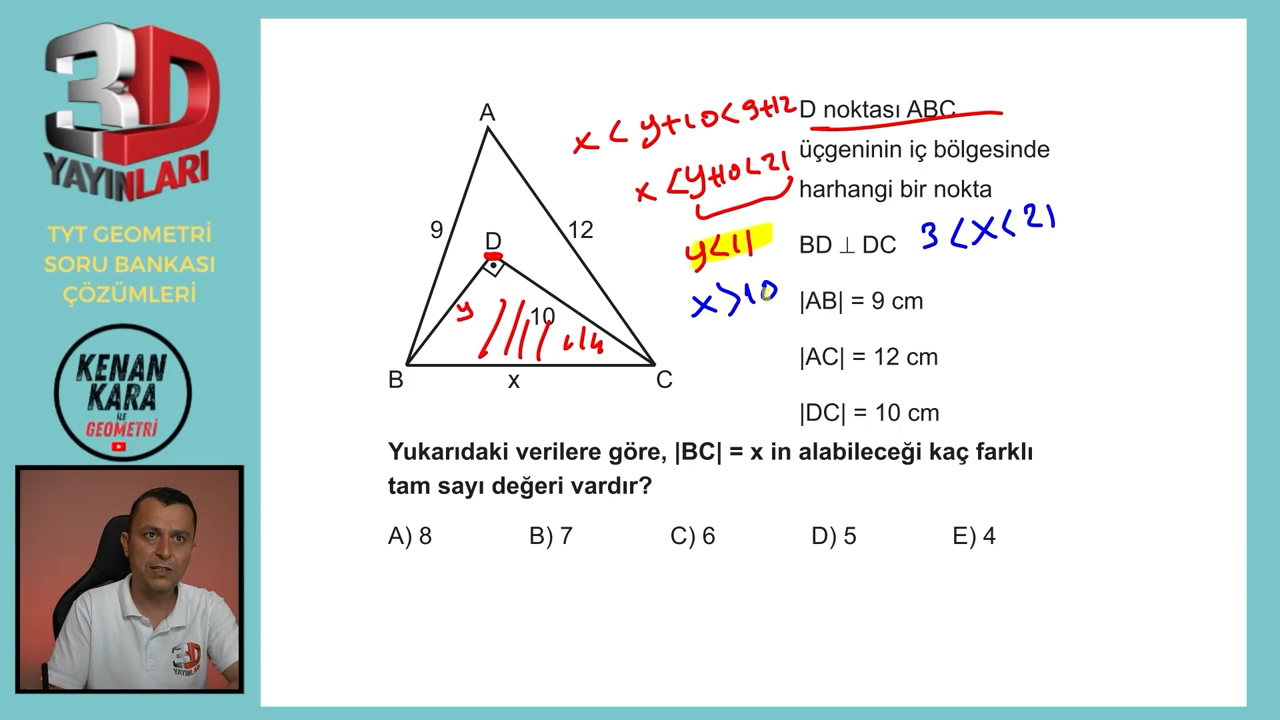 3D
YAYINLARI
TYT GEOMETRİ
SORU BANKASI
ÇÖZÜMLERİ
KENAN
KARA
İLE
GEOMETRİ
3D
YAYINLARI
A
9
12
D
y
10
B
x
C
x < y+10 < 9+12
x < y+10 < 21
y < 11
x > 10
D noktası ABC
üçgeninin iç bölgesinde
harhangi bir nokta
BD ⊥ DC
3 < x < 21
|AB| = 9 cm
|AC| = 12 cm
|DC| = 10 cm
Yukarıdaki verilere göre, |BC| = x in alabileceği kaç farklı
tam sayı değeri vardır?
A) 8 B) 7 C) 6 D) 5 E) 4